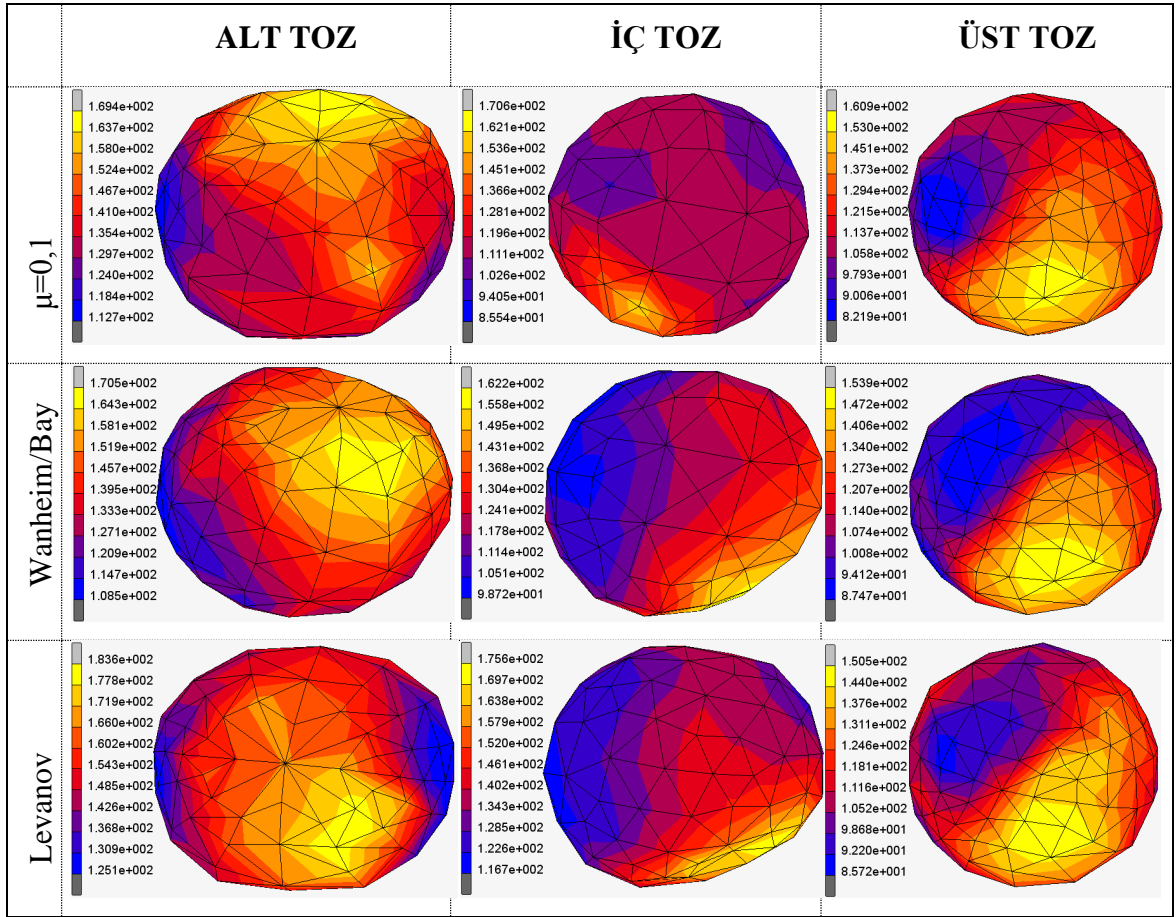 ALT TOZ
İÇ TOZ
ÜST TOZ
μ=0,1
1.694e+002
1.637e+002
1.580e+002
1.524e+002
1.467e+002
1.410e+002
1.354e+002
1.297e+002
1.240e+002
1.184e+002
1.127e+002
1.706e+002
1.621e+002
1.536e+002
1.451e+002
1.366e+002
1.281e+002
1.196e+002
1.111e+002
1.026e+002
9.405e+001
8.554e+001
1.609e+002
1.530e+002
1.451e+002
1.373e+002
1.294e+002
1.215e+002
1.137e+002
1.058e+002
9.793e+001
9.006e+001
8.219e+001
Wanheim/Bay
1.705e+002
1.643e+002
1.581e+002
1.519e+002
1.457e+002
1.395e+002
1.333e+002
1.271e+002
1.209e+002
1.147e+002
1.085e+002
1.622e+002
1.558e+002
1.495e+002
1.431e+002
1.368e+002
1.304e+002
1.241e+002
1.178e+002
1.114e+002
1.051e+002
9.872e+001
1.539e+002
1.472e+002
1.406e+002
1.340e+002
1.273e+002
1.207e+002
1.140e+002
1.074e+002
1.008e+002
9.412e+001
8.747e+001
Levanov
1.836e+002
1.778e+002
1.719e+002
1.660e+002
1.602e+002
1.543e+002
1.485e+002
1.426e+002
1.368e+002
1.309e+002
1.251e+002
1.756e+002
1.697e+002
1.638e+002
1.579e+002
1.520e+002
1.461e+002
1.402e+002
1.343e+002
1.285e+002
1.226e+002
1.167e+002
1.505e+002
1.440e+002
1.376e+002
1.311e+002
1.246e+002
1.181e+002
1.116e+002
1.052e+002
9.868e+001
9.220e+001
8.572e+001